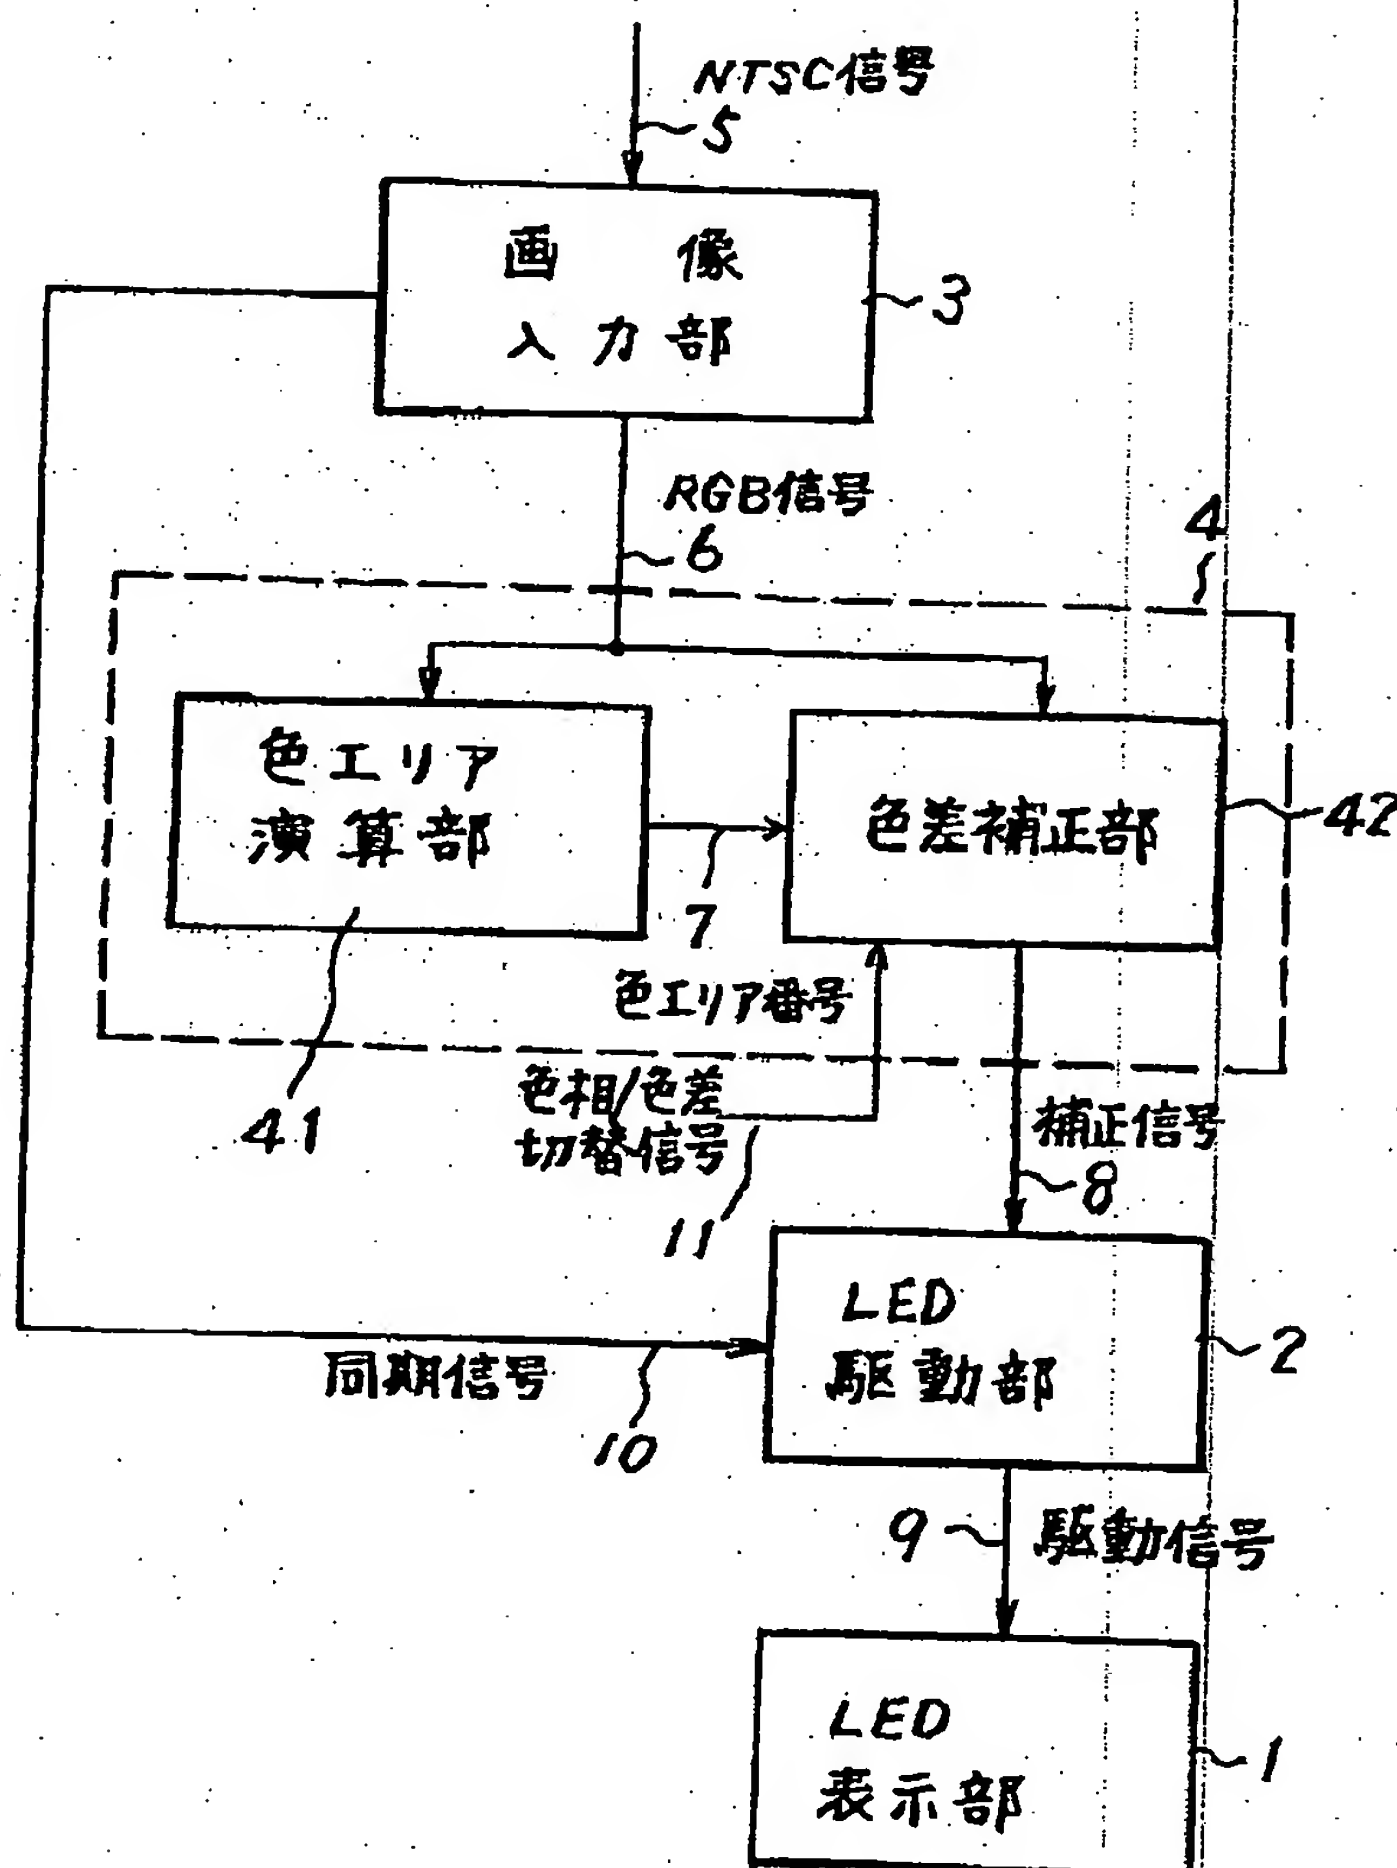 NTSC信号
5
画 像
入力部
3
RGB信号
6
4
色エリア
演算部
色差補正部
42
7
色エリア番号
41
色相/色差
切替信号
11
補正信号
8
LED
駆動部
2
同期信号
10
9
駆動信号
LED
表示部
1